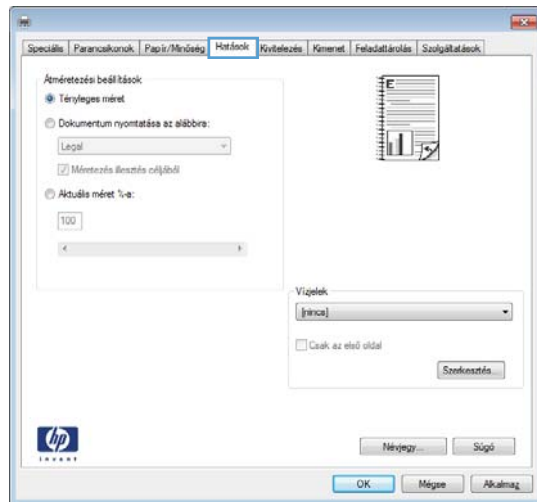 Speciális Parancsikonok Papír/Minőség Hatások Kivitelezés Kimenet Feladattárolás Szolgáltatások
Átméretezési beállítások
Tényleges méret
Dokumentum nyomtatása az alábbira:
Legal
Méretezés illesztés céljából
Aktuális méret %-a:
100
E
Vízjelek
[nincs]
Csak az első oldal
Szerkesztés...
hp
invent
Névjegy... Súgó
OK Mégse Alkalmaz